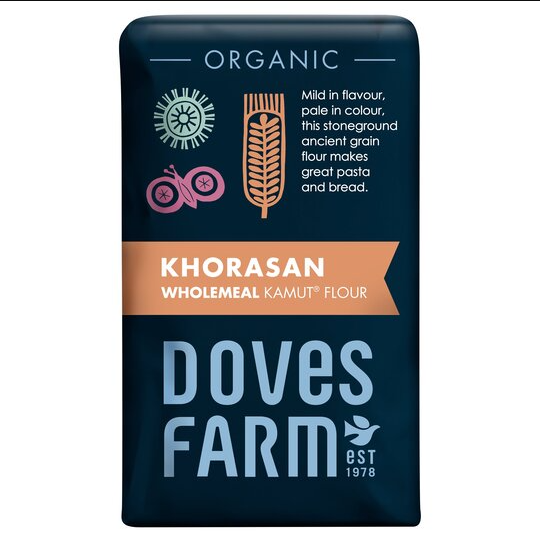 ORGANIC
Mild in flavour,
pale in colour,
this stoneground
ancient grain
flour makes
great pasta
and bread.
KHORASAN
WHOLEMEAL KAMUT® FLOUR
DOVES
FARM
EST
1978